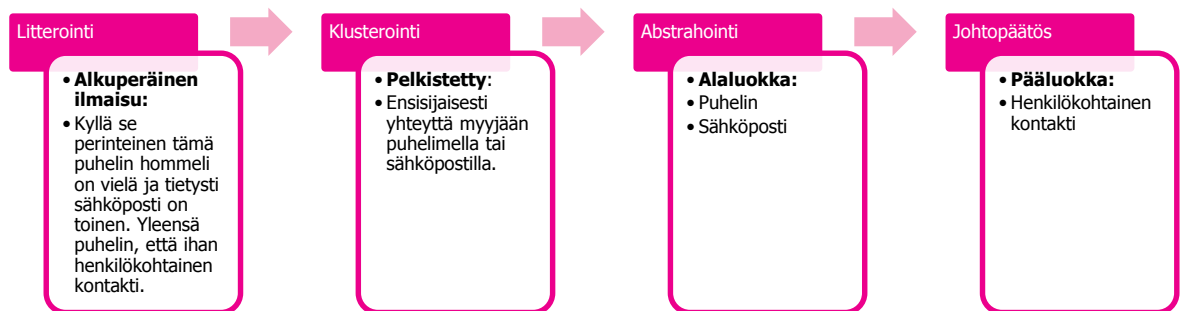 Litterointi
• Alkuperäinen
ilmaisu:
• Kyllä se
perinteinen tämä
puhelin hommeli
on vielä ja tietysti
sähköposti on
toinen. Yleensä
puhelin, että ihan
henkilökohtainen
kontakti.
Klusterointi
• Pelkistetty:
• Ensisijaisesti
yhteyttä myyjään
puhelimella tai
sähköpostilla.
Abstrahointi
• Alaluokka:
• Puhelin
• Sähköposti
Johtopäätös
• Pääluokka:
• Henkilökohtainen
kontakti